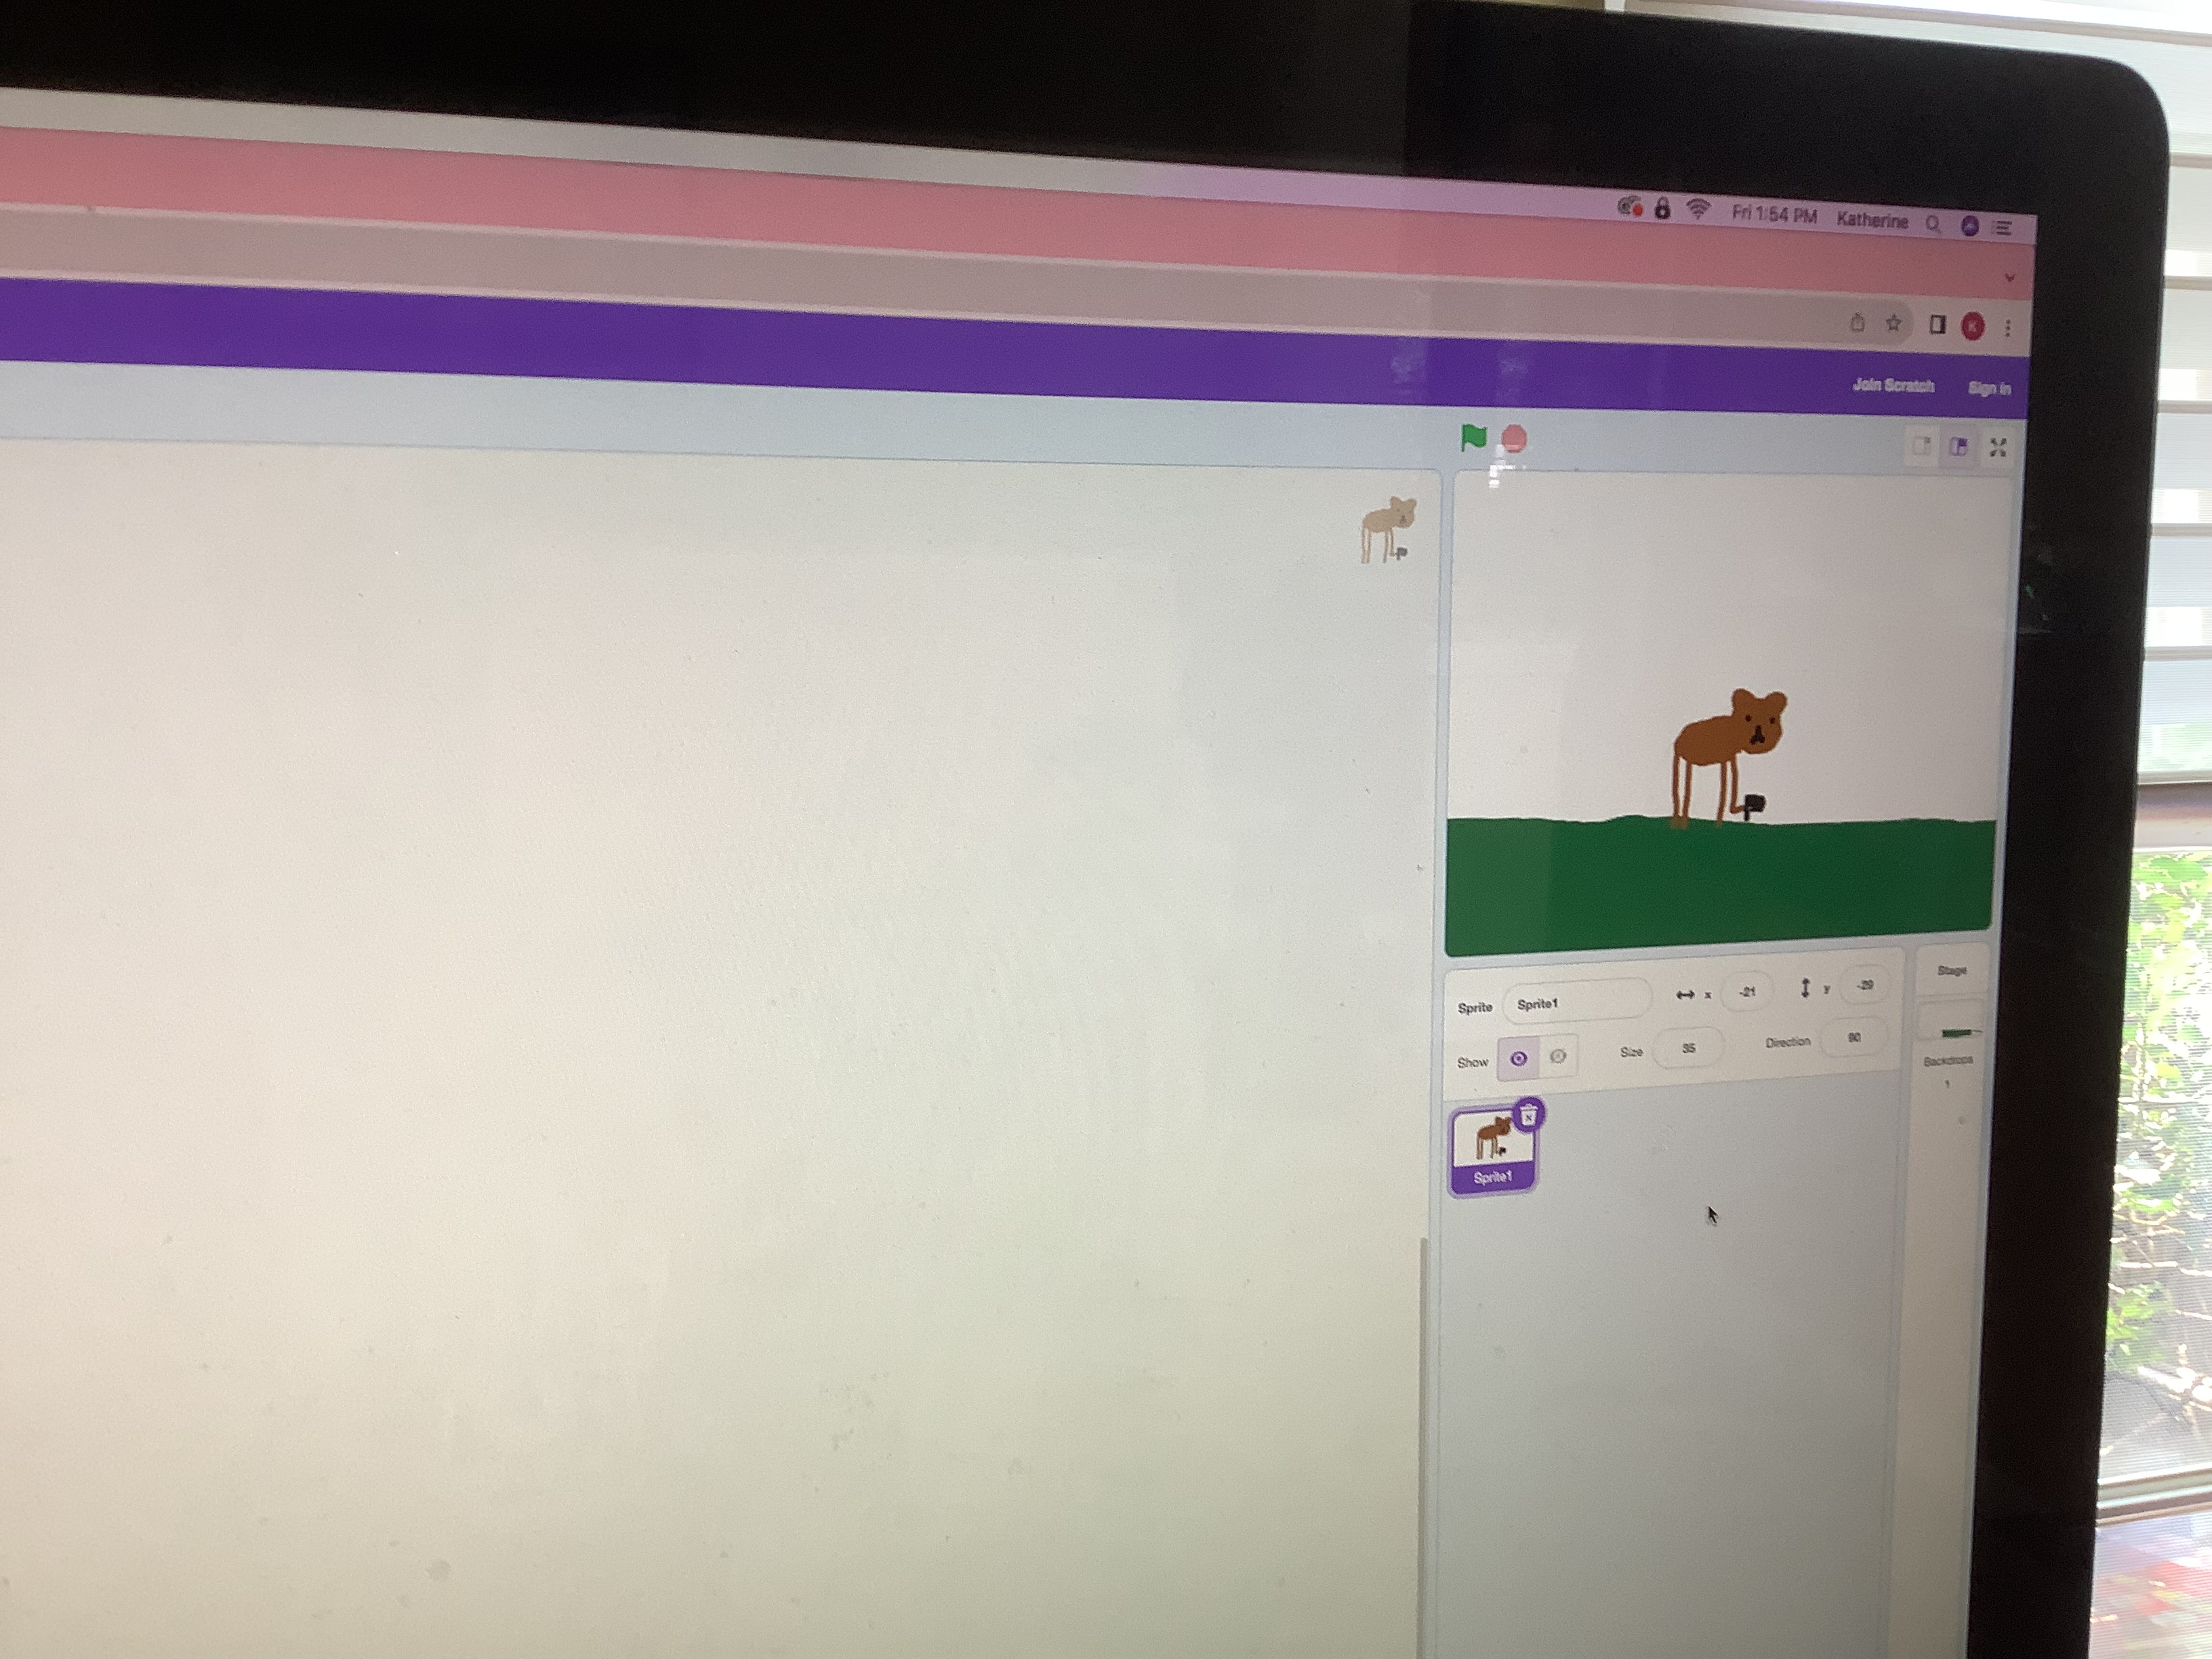 Fri 1:54 PM Katherine
K
Join Scratch Sign in
Stage
Sprite Sprite1 x -21 y -29
Show Size 35 Direction 90
Backdrops
1
Sprite1